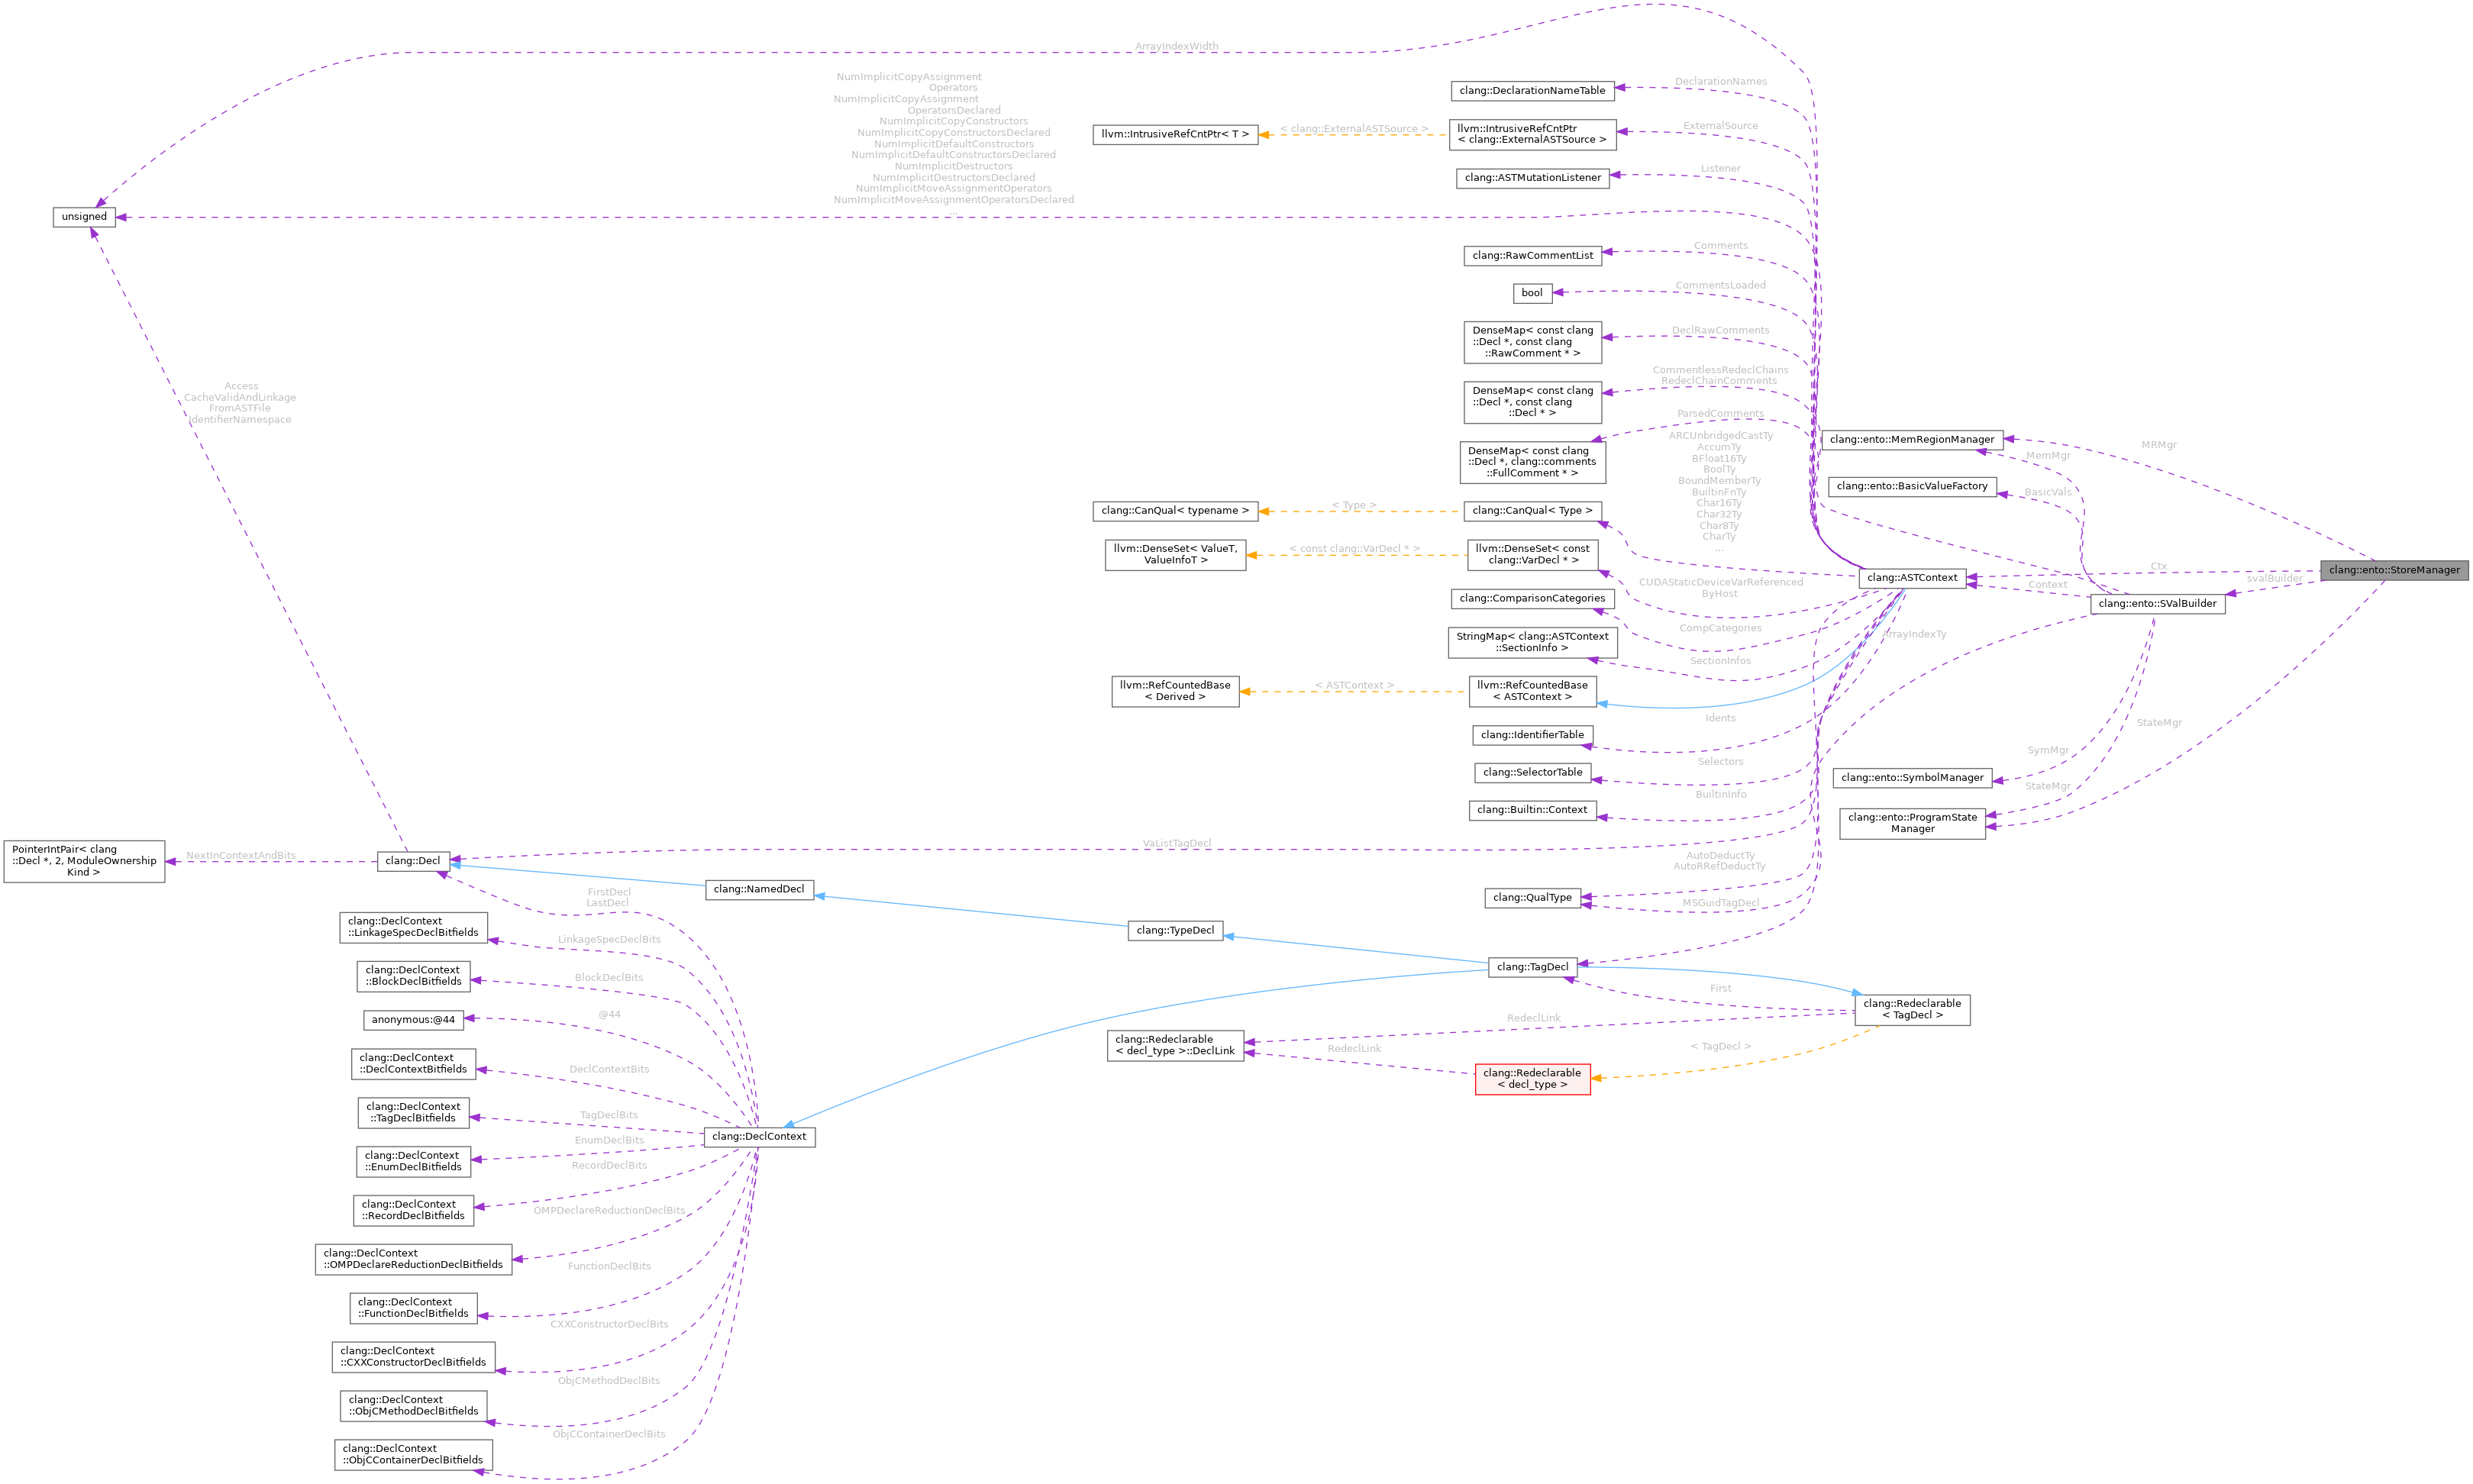 ArrayIndexWidth
NumImplicitCopyAssignment
Operators
NumImplicitCopyAssignment
OperatorsDeclared
NumImplicitCopyConstructors
NumImplicitCopyConstructorsDeclared
NumImplicitDefaultConstructors
NumImplicitDefaultConstructorsDeclared
NumImplicitDestructors
NumImplicitDestructorsDeclared
NumImplicitMoveAssignmentOperators
NumImplicitMoveAssignmentOperatorsDeclared
...
unsigned
Access
CacheValidAndLinkage
FromASTFile
IdentifierNamespace
PointerIntPair< clang
::Decl *, 2, ModuleOwnership
Kind >
NextInContextAndBits
clang::Decl
clang::NamedDecl
FirstDecl
LastDecl
clang::DeclContext
::LinkageSpecDeclBitfields
LinkageSpecDeclBits
clang::DeclContext
::BlockDeclBitfields
BlockDeclBits
anonymous:@44
@44
clang::DeclContext
::DeclContextBitfields
DeclContextBits
clang::DeclContext
::TagDeclBitfields
TagDeclBits
clang::DeclContext
clang::DeclContext
::EnumDeclBitfields
EnumDeclBits
clang::DeclContext
::RecordDeclBitfields
RecordDeclBits
clang::DeclContext
::OMPDeclareReductionDeclBitfields
OMPDeclareReductionDeclBits
clang::DeclContext
::FunctionDeclBitfields
FunctionDeclBits
clang::DeclContext
::CXXConstructorDeclBitfields
CXXConstructorDeclBits
clang::DeclContext
::ObjCMethodDeclBitfields
ObjCMethodDeclBits
clang::DeclContext
::ObjCContainerDeclBitfields
ObjCContainerDeclBits
llvm::IntrusiveRefCntPtr< T >
< clang::ExternalASTSource >
clang::CanQual< typename >
< Type >
llvm::DenseSet< ValueT,
ValueInfoT >
< const clang::VarDecl * >
llvm::RefCountedBase
< Derived >
< ASTContext >
VaListTagDecl
clang::TypeDecl
clang::Redeclarable
< decl_type >::DeclLink
RedeclLink
RedeclLink
clang::DeclarationNameTable
DeclarationNames
llvm::IntrusiveRefCntPtr
< clang::ExternalASTSource >
ExternalSource
clang::ASTMutationListener
Listener
clang::RawCommentList
Comments
bool
CommentsLoaded
DenseMap< const clang
::Decl *, const clang
::RawComment * >
DeclRawComments
DenseMap< const clang
::Decl *, const clang
::Decl * >
CommentlessRedeclChains
RedeclChainComments
DenseMap< const clang
::Decl *, clang::comments
::FullComment * >
ParsedComments
ARCUnbridgedCastTy
AccumTy
BFloat16Ty
BoolTy
BoundMemberTy
BuiltinFnTy
Char16Ty
Char32Ty
Char8Ty
CharTy
...
clang::CanQual< Type >
llvm::DenseSet< const
clang::VarDecl * >
CUDAStaticDeviceVarReferenced
ByHost
clang::ComparisonCategories
CompCategories
StringMap< clang::ASTContext
::SectionInfo >
SectionInfos
llvm::RefCountedBase
< ASTContext >
clang::IdentifierTable
Idents
clang::SelectorTable
Selectors
clang::Builtin::Context
BuiltinInfo
clang::QualType
AutoDeductTy
AutoRRefDeductTy
MSGuidTagDecl
clang::TagDecl
First
clang::Redeclarable
< TagDecl >
< TagDecl >
clang::Redeclarable
< decl_type >
clang::ento::MemRegionManager
MRMgr
MemMgr
clang::ento::BasicValueFactory
BasicVals
clang::ASTContext
Ctx
Context
svalBuilder
clang::ento::StoreManager
clang::ento::SValBuilder
ArrayIndexTy
StateMgr
SymMgr
clang::ento::SymbolManager
StateMgr
clang::ento::ProgramState
Manager